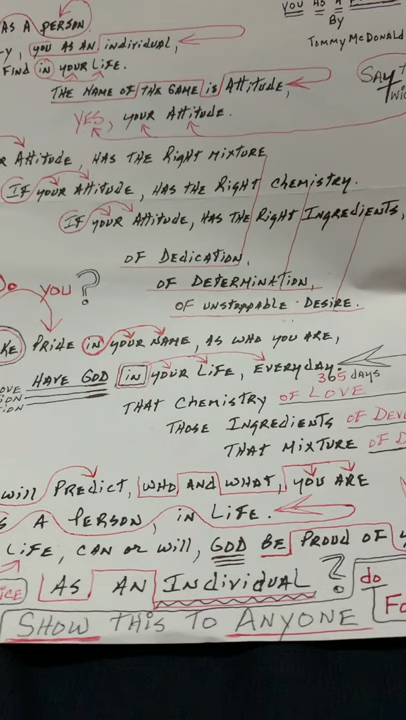 AS A PERSON
YOU AS A
By
TOMMY McDONALD
YOU AS AN INDIVIDUAL,
FIND IN YOUR LIFE.
SAY
THE NAME OF THE GAME IS ATTITUDE,
YES, YOUR ATTITUDE.
ATTITUDE, HAS THE RIGHT MIXTURE
IF YOUR ATTITUDE, HAS THE RIGHT CHEMISTRY.
IF YOUR ATTITUDE, HAS THE RIGHT INGREDIENTS,
OF DEDICATION,
OF DETERMINATION,
OF UNSTOPPABLE DESIRE.
DO YOU?
PRIDE IN YOUR NAME, AS WHO YOU ARE,
HAVE GOD IN YOUR LIFE, EVERYDAY.
365 DAYS
THAT CHEMISTRY OF LOVE
THOSE INGREDIENTS OF
THAT MIXTURE OF
WILL PREDICT, WHO AND WHAT, YOU ARE
AS A PERSON, IN LIFE.
LIFE, CAN OR WILL, GOD BE PROUD OF
AS AN INDIVIDUAL?
do
SHOW THIS TO ANYONE